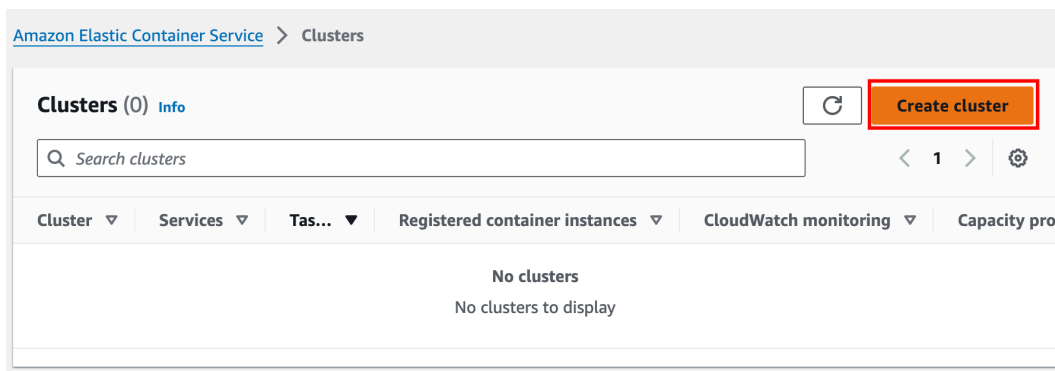 Amazon Elastic Container Service > Clusters
Clusters (0) Info
Create cluster
Search clusters
1
Cluster Services Tas... Registered container instances CloudWatch monitoring Capacity pro
No clusters
No clusters to display